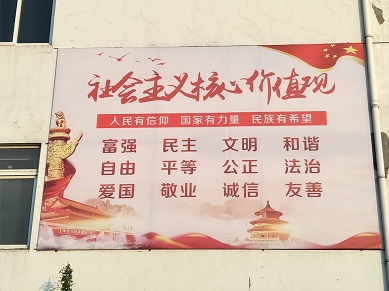 社会主义核心价值观
人民有信仰 国家有力量 民族有希望
富强 民主 文明 和谐
自由 平等 公正 法治
爱国 敬业 诚信 友善